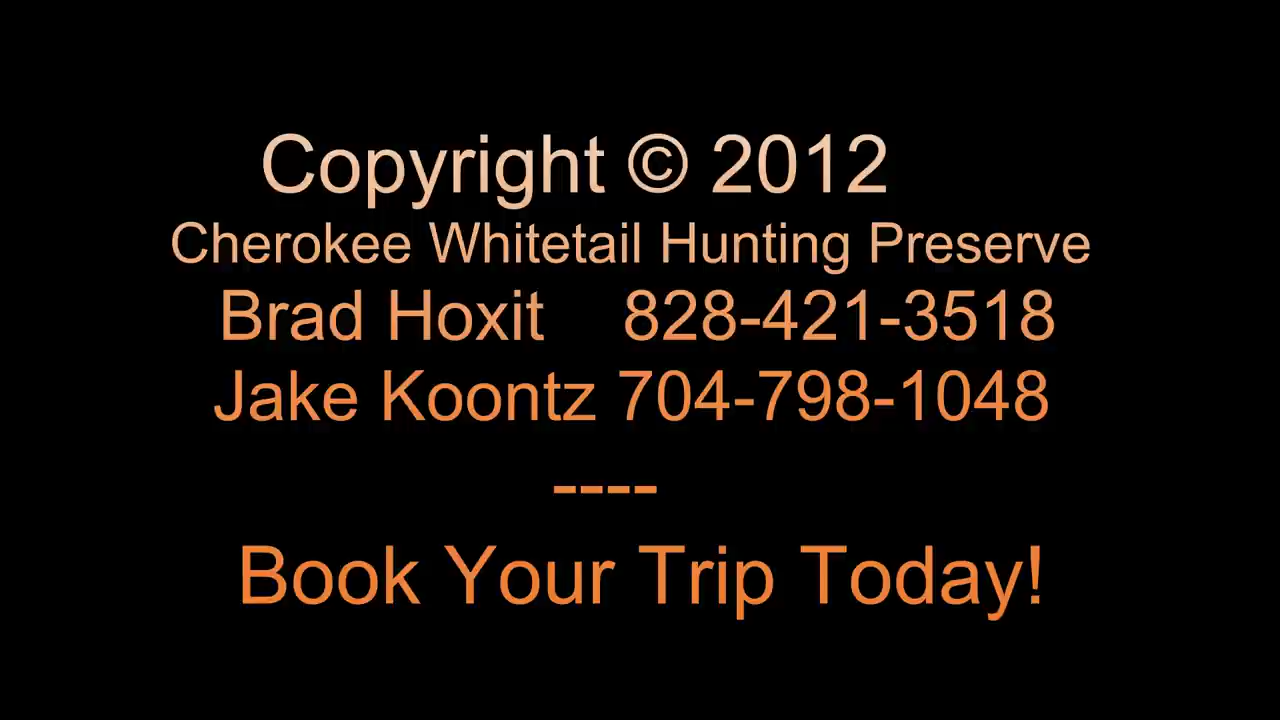 Copyright © 2012
Cherokee Whitetail Hunting Preserve
Brad Hoxit 828-421-3518
Jake Koontz 704-798-1048
----
Book Your Trip Today!